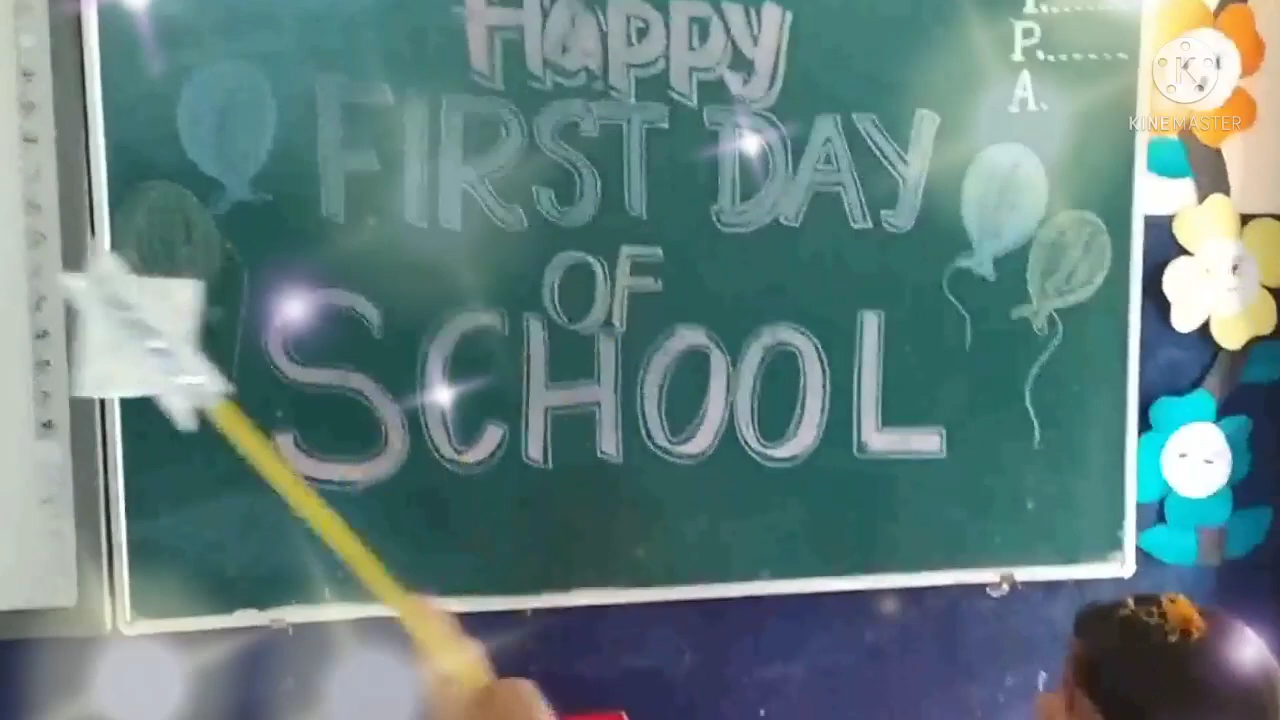 Happy
FIRST DAY
OF
SCHOOL
P.......
A.
KINEMASTER